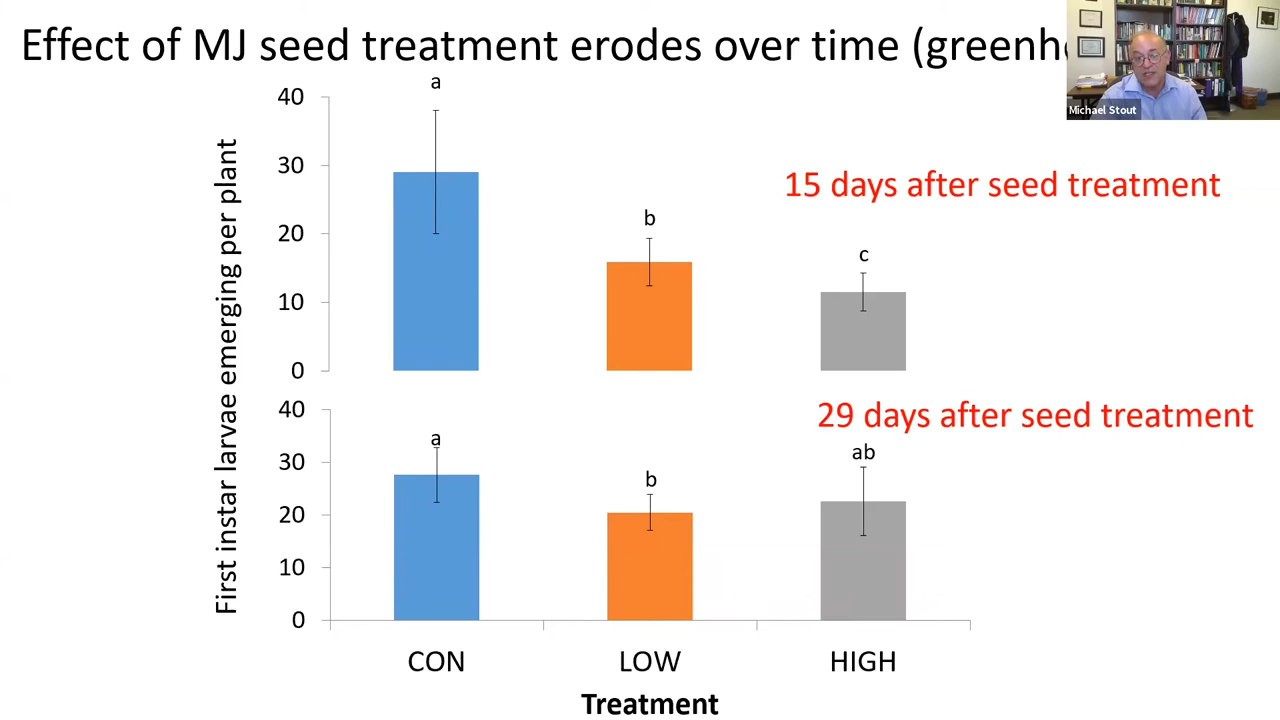 Effect of MJ seed treatment erodes over time
Michael Stout
First instar larvae emerging per plant
15 days after seed treatment
40
30
20
10
0
a
b
c
29 days after seed treatment
40
30
20
10
0
a
b
ab
CON LOW HIGH
Treatment